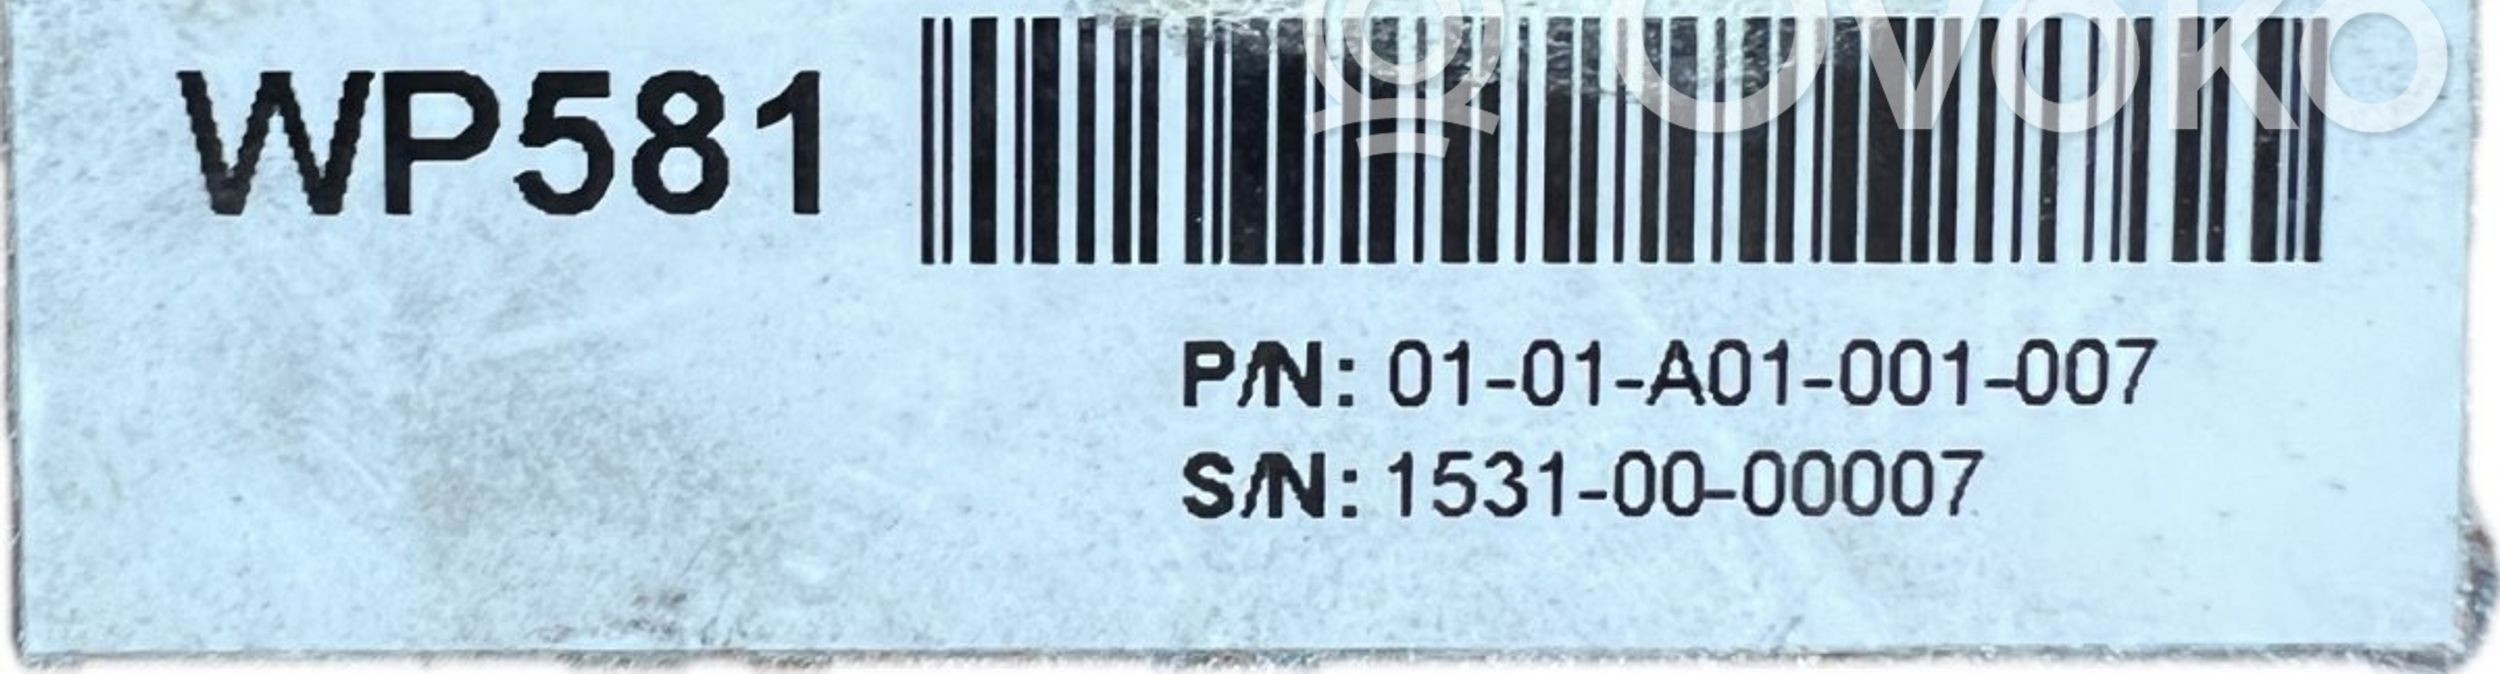 WP581
OVOKO
P/N: 01-01-A01-001-007
S/N: 1531-00-00007